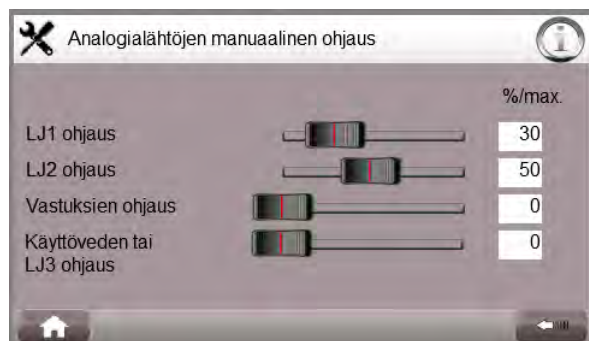 Analogialähtöjen manuaalinen ohjaus
%/max.
LJ1 ohjaus 30
LJ2 ohjaus 50
Vastuksien ohjaus 0
Käyttöveden tai
LJ3 ohjaus 0